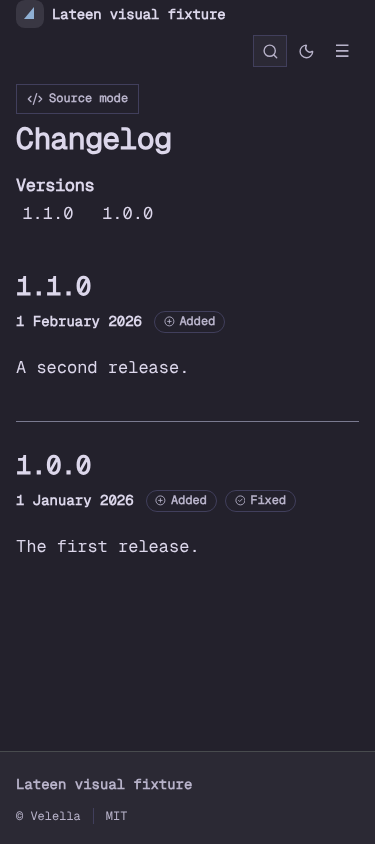 Lateen visual fixture
Source mode
Changelog
Versions
1.1.0 1.0.0
1.1.0
1 February 2026 Added
A second release.
1.0.0
1 January 2026 Added Fixed
The first release.
Lateen visual fixture
© Velella MIT